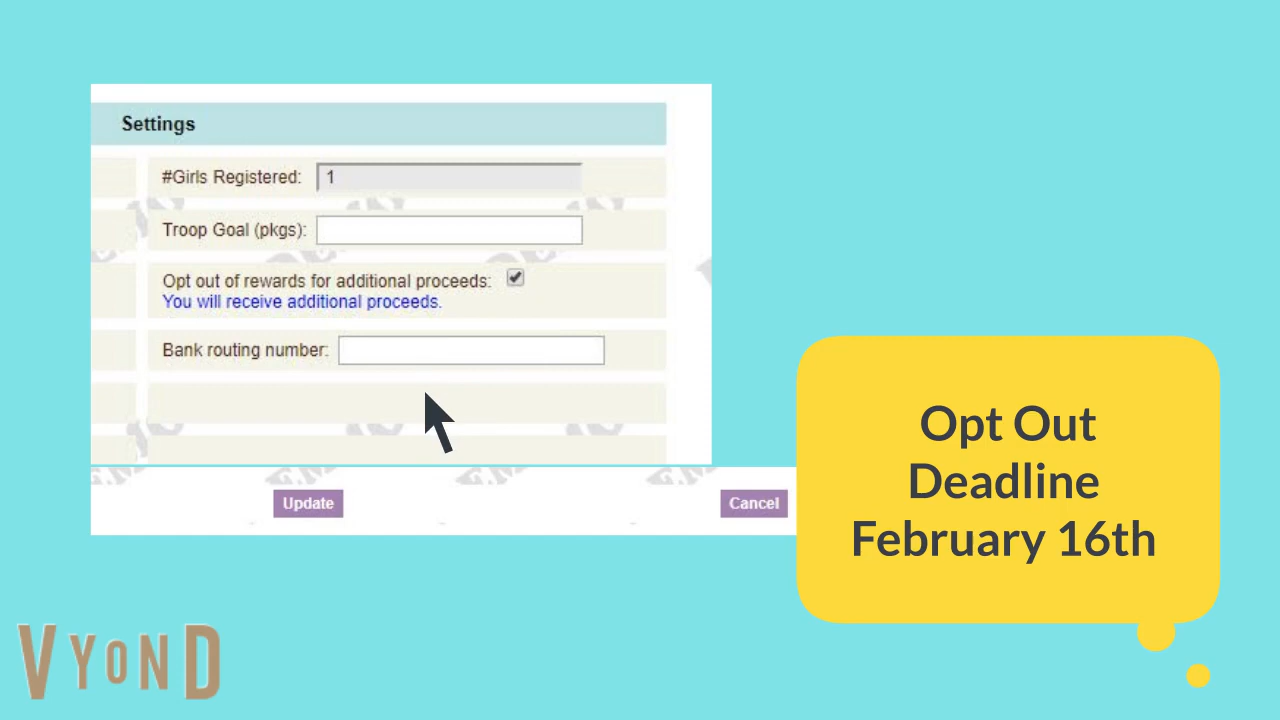 Settings
#Girls Registered: 1
Troop Goal (pkgs):
Opt out of rewards for additional proceeds:
You will receive additional proceeds.
Bank routing number:
Update
Cancel
Opt Out
Deadline
February 16th
VYOND